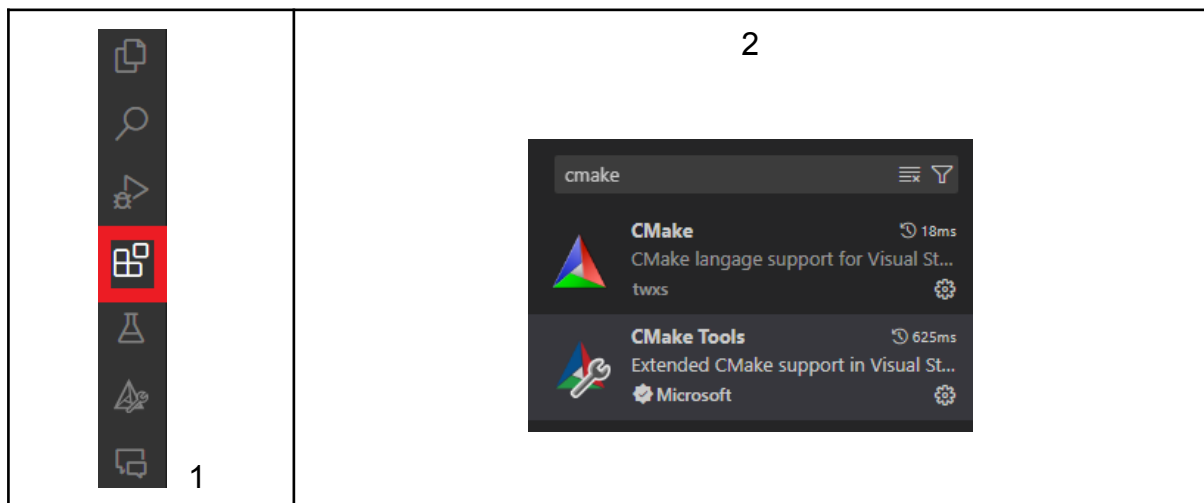 1
2
cmake
CMake
18ms
CMake langage support for Visual St...
twxs
CMake Tools
625ms
Extended CMake support in Visual St...
Microsoft